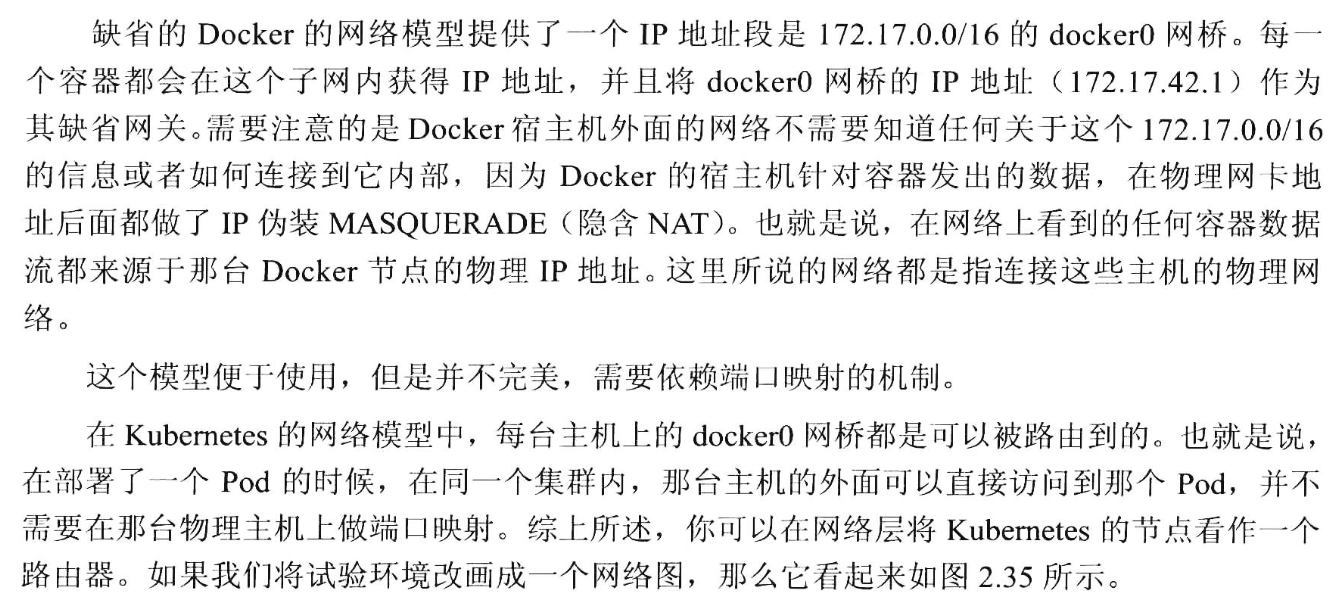 缺省的 Docker 的网络模型提供了一个 IP 地址段是 172.17.0.0/16 的 docker0 网桥。每一
个容器都会在这个子网内获得 IP 地址，并且将 docker0 网桥的 IP 地址（172.17.42.1）作为
其缺省网关。需要注意的是 Docker 宿主机外面的网络不需要知道任何关于这个 172.17.0.0/16
的信息或者如何连接到它内部，因为 Docker 的宿主机针对容器发出的数据，在物理网卡地
址后面都做了 IP 伪装 MASQUERADE（隐含 NAT）。也就是说，在网络上看到的任何容器数据
流都来源于那台 Docker 节点的物理 IP 地址。这里所说的网络都是指连接这些主机的物理网
络。
这个模型便于使用，但是并不完美，需要依赖端口映射的机制。
在 Kubernetes 的网络模型中，每台主机上的 docker0 网桥都是可以被路由到的。也就是说，
在部署了一个 Pod 的时候，在同一个集群内，那台主机的外面可以直接访问到那个 Pod，并不
需要在那台物理主机上做端口映射。综上所述，你可以在网络层将 Kubernetes 的节点看作一个
路由器。如果我们将试验环境改画成一个网络图，那么它看起来如图 2.35 所示。